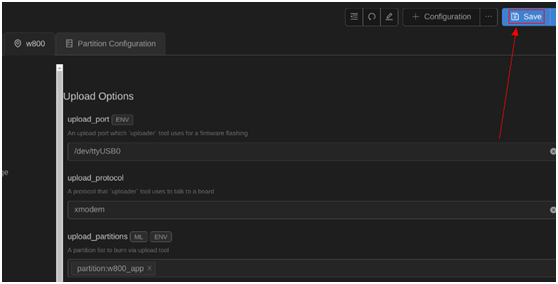 + Configuration ... Save
w800 Partition Configuration
Upload Options
upload_port ENV
An upload port which `uploader` tool uses for a firmware flashing
/dev/ttyUSB0
ge
upload_protocol
A protocol that `uploader` tool uses to talk to a board
xmodem
upload_partitions ML ENV
A partition list to burn via upload tool
partition:w800_app ×